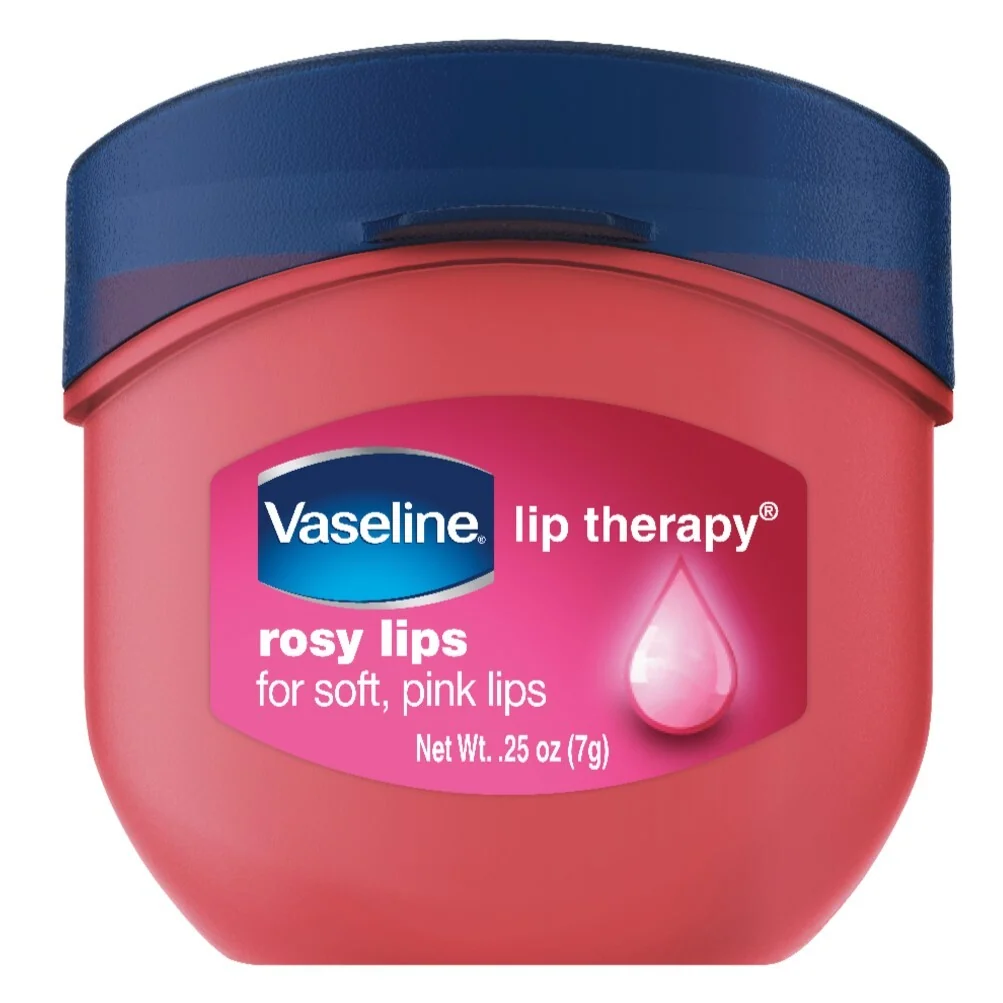 Vaseline®
lip therapy®
rosy lips
for soft, pink lips
Net Wt. .25 oz (7g)